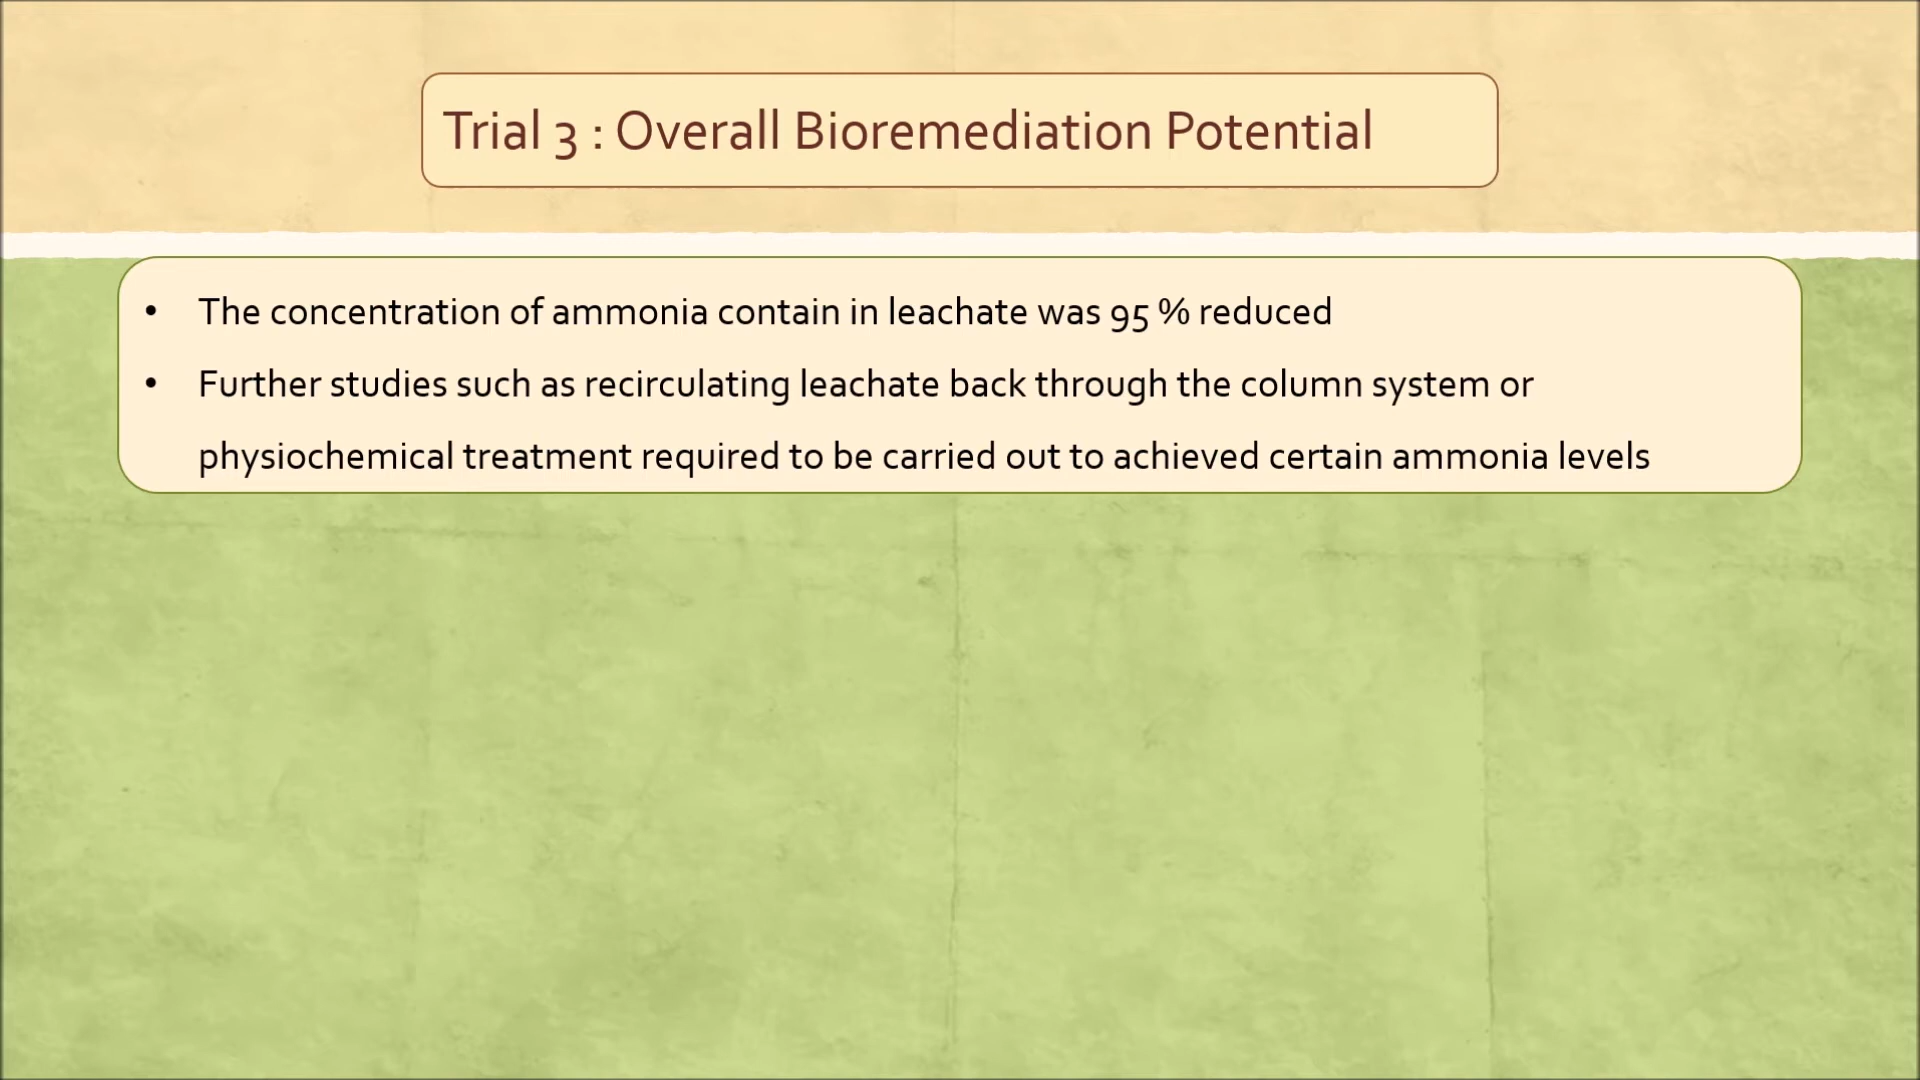 Trial 3 : Overall Bioremediation Potential
• The concentration of ammonia contain in leachate was 95 % reduced
• Further studies such as recirculating leachate back through the column system or
physiochemical treatment required to be carried out to achieved certain ammonia levels